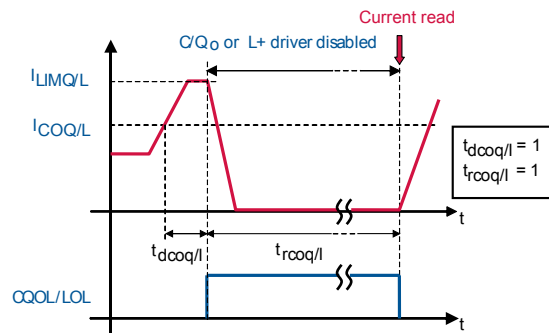 Current read
C/Qo or L+ driver disabled
ILIMQ/L
ICOQ/L
tdcoq/l = 1
trcoq/l = 1
t
tdcoq/l
trcoq/l
CQOL/LOL
t